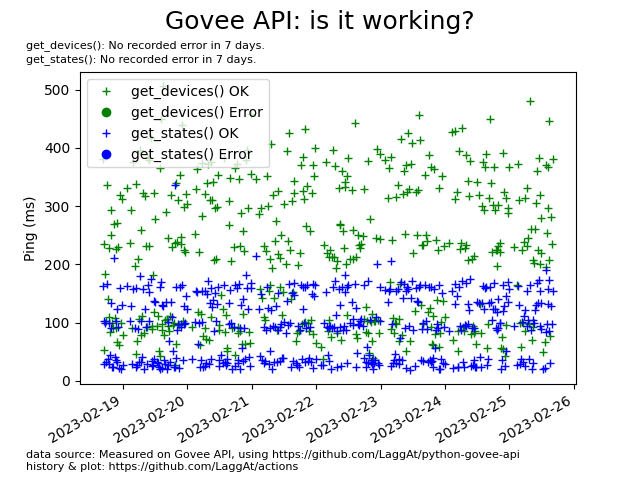 Govee API: is it working?
get_devices(): No recorded error in 7 days.
get_states(): No recorded error in 7 days.
get_devices() OK
get_devices() Error
get_states() OK
get_states() Error
Ping (ms)
500
400
300
200
100
0
2023-02-19
2023-02-20
2023-02-21
2023-02-22
2023-02-23
2023-02-24
2023-02-25
2023-02-26
data source: Measured on Govee API, using https://github.com/LaggAt/python-govee-api
history & plot: https://github.com/LaggAt/actions